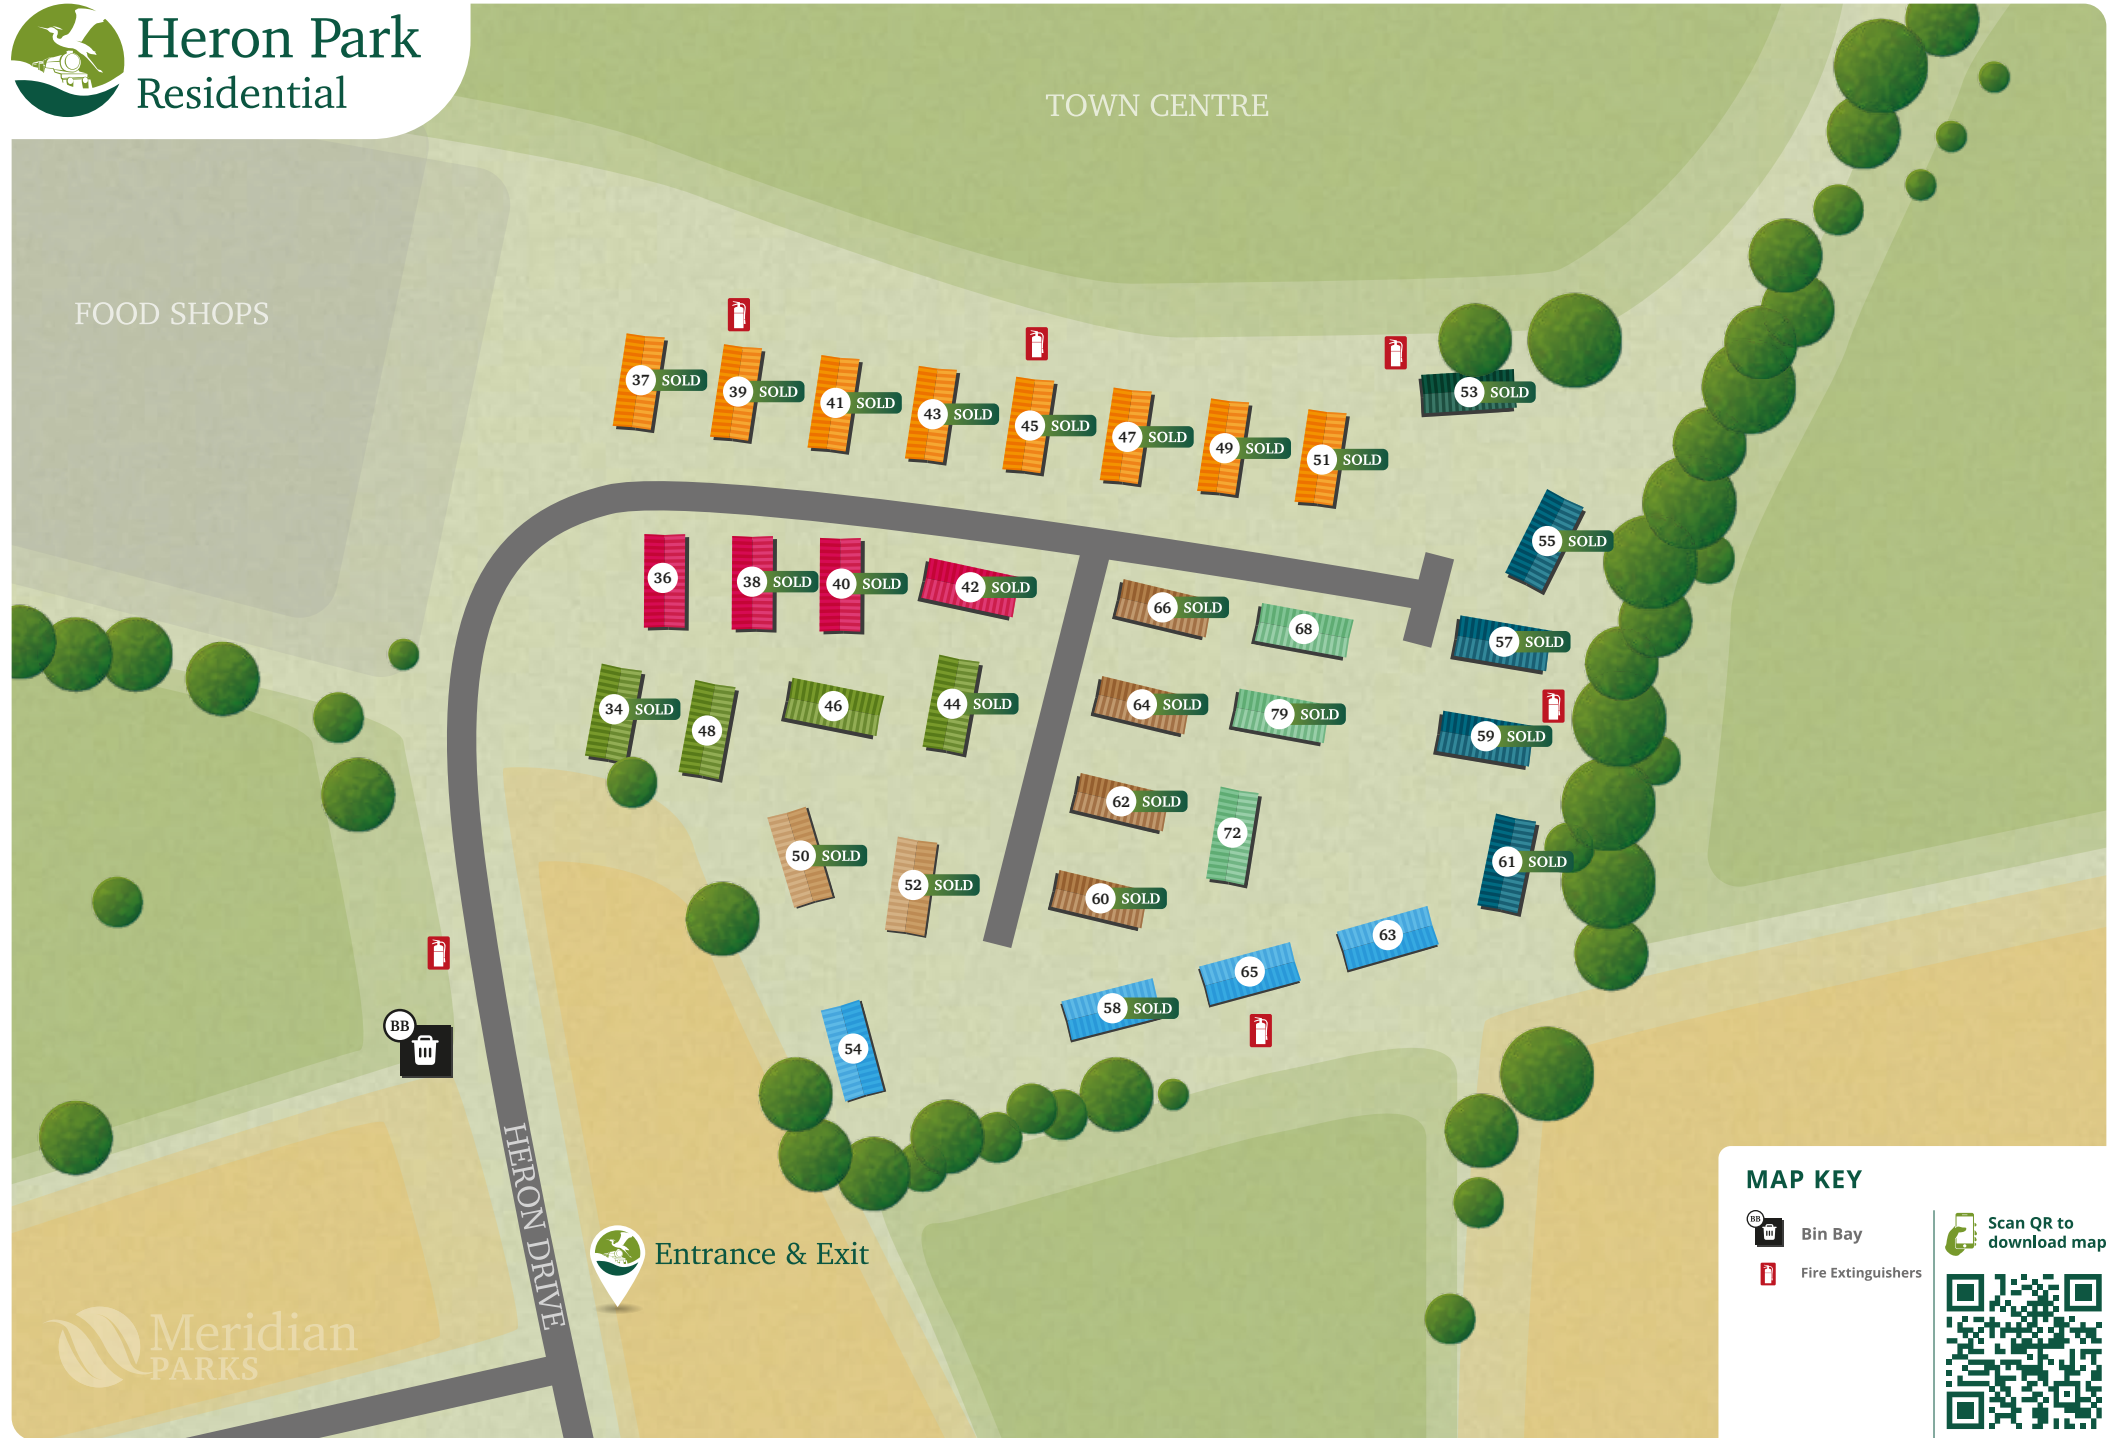 Heron Park
Residential
TOWN CENTRE
FOOD SHOPS
37 SOLD
39 SOLD
41 SOLD
43 SOLD
45 SOLD
47 SOLD
49 SOLD
51 SOLD
53 SOLD
55 SOLD
36
38 SOLD
40 SOLD
42 SOLD
66 SOLD
68
57 SOLD
34 SOLD
48
46
44 SOLD
64 SOLD
79 SOLD
59 SOLD
50 SOLD
52 SOLD
62 SOLD
72
61 SOLD
60 SOLD
63
65
58 SOLD
54
BB
HERON DRIVE
Entrance & Exit
Meridian
PARKS
MAP KEY
BB
Bin Bay
Fire Extinguishers
Scan QR to
download map